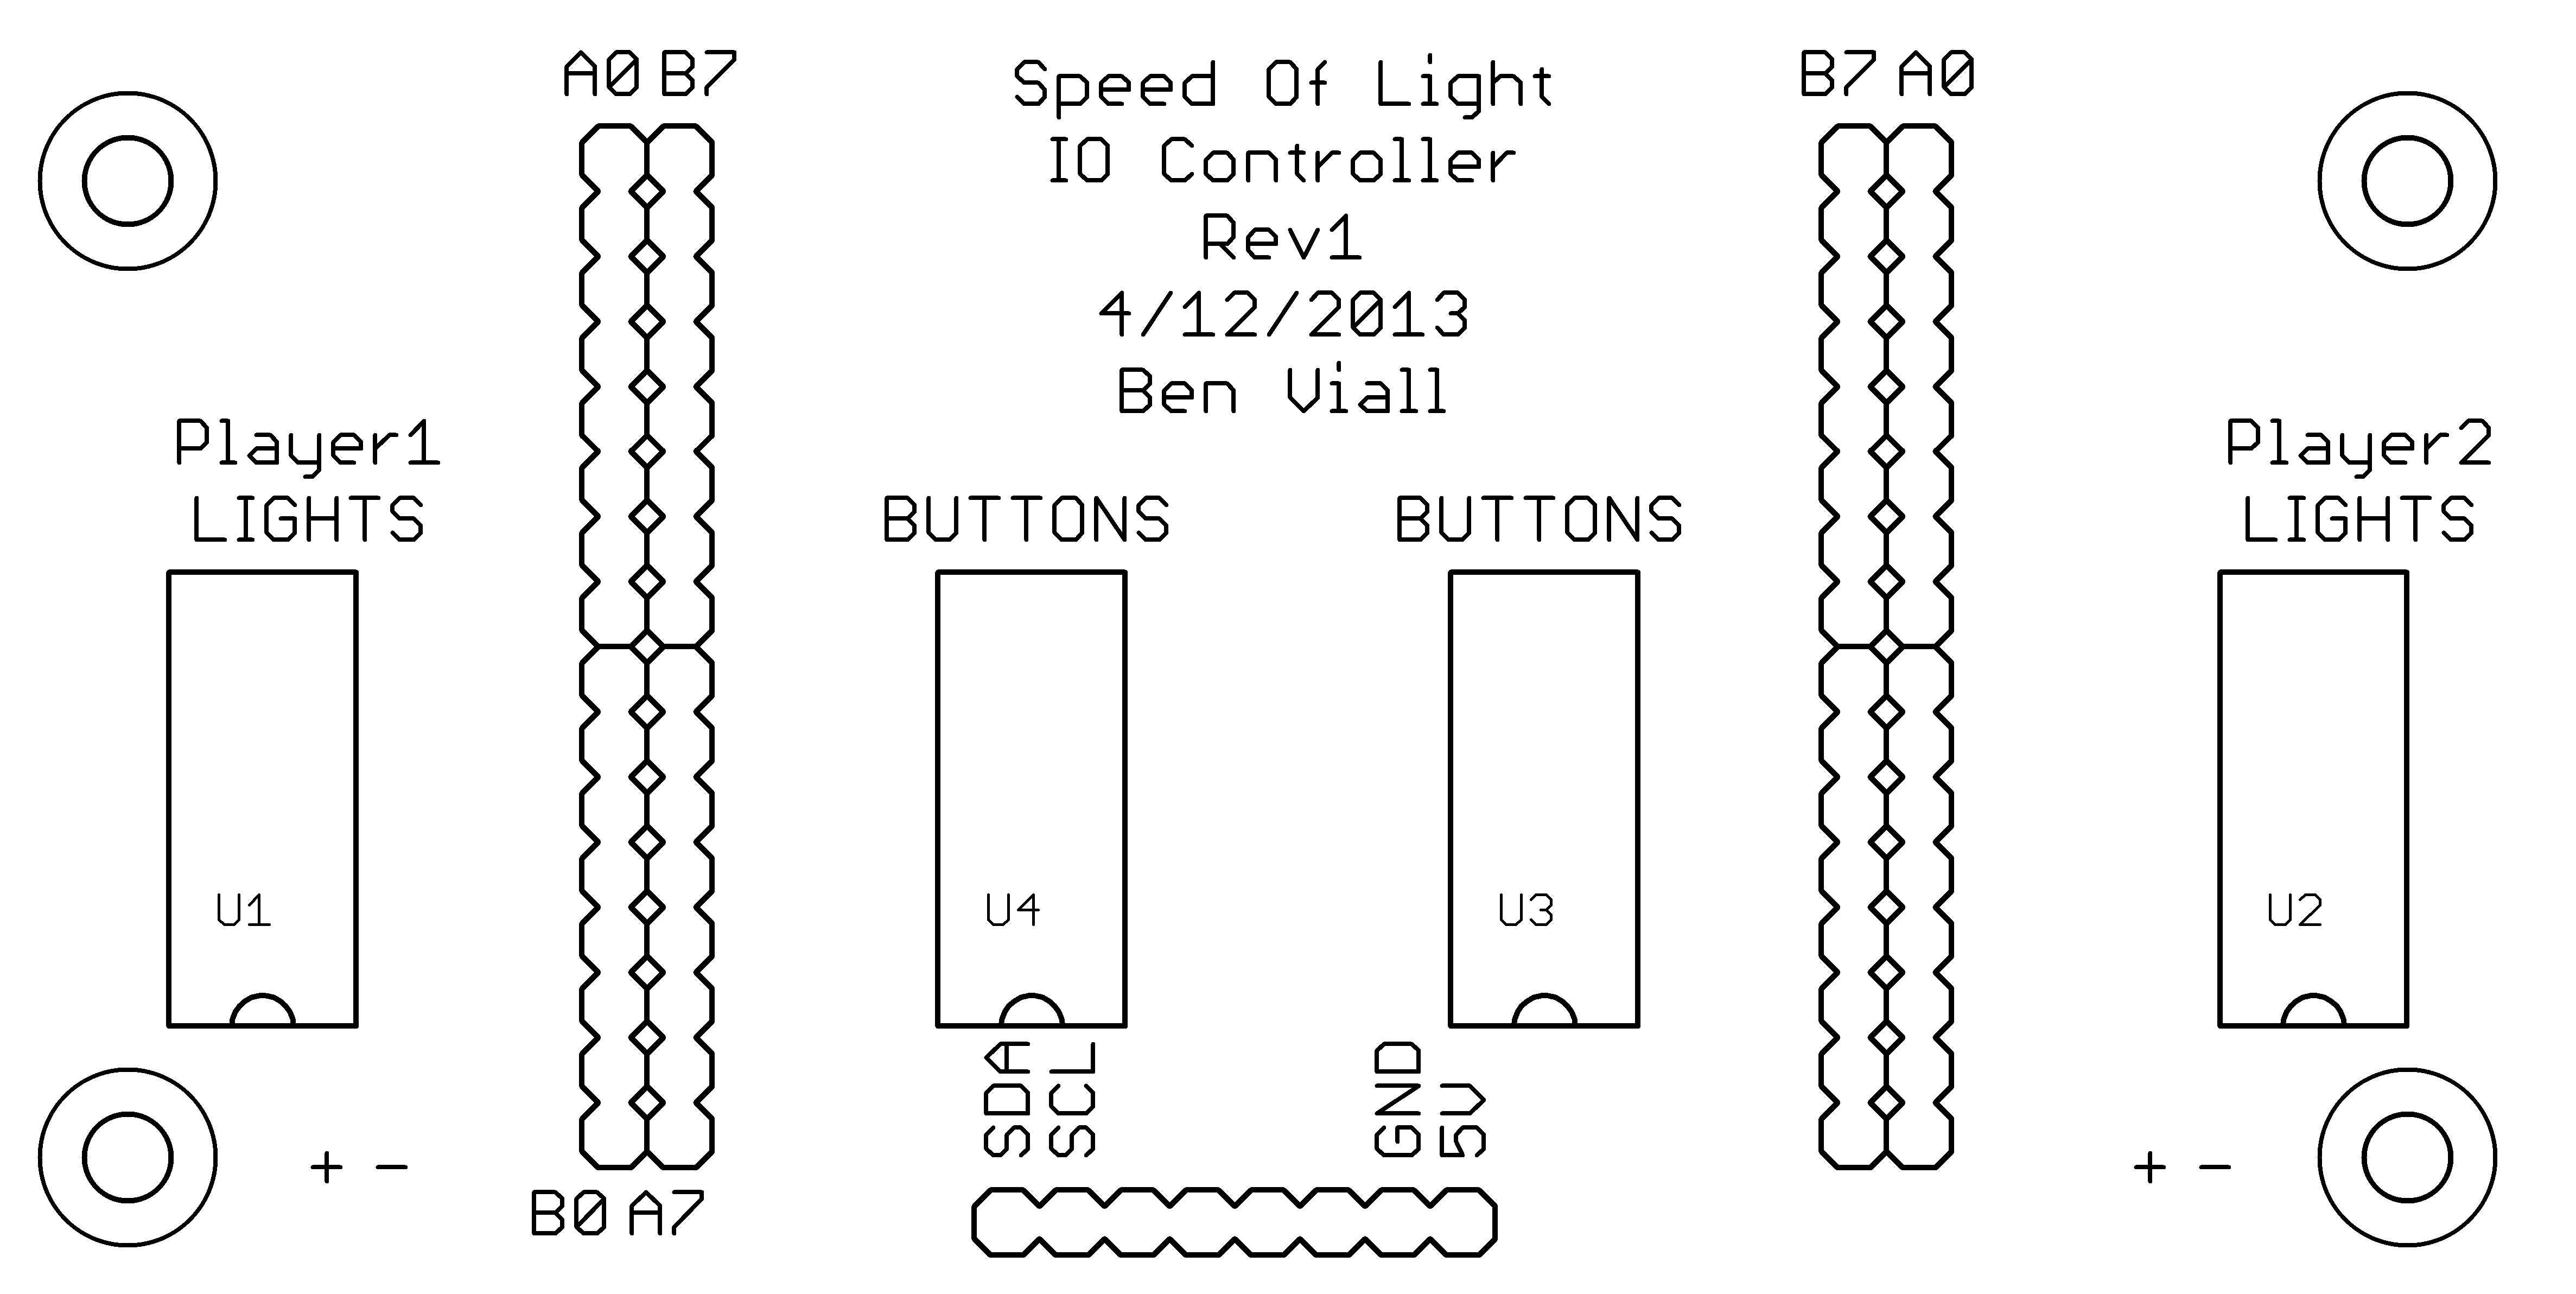 A0 B7
Speed Of Light
B7 A0
IO Controller
Rev1
4/12/2013
Ben Viall
Player1
LIGHTS
BUTTONS
BUTTONS
Player2
LIGHTS
U1
U4
U3
U2
SDA
SCL
GND
5V
+ -
+ -
B0 A7